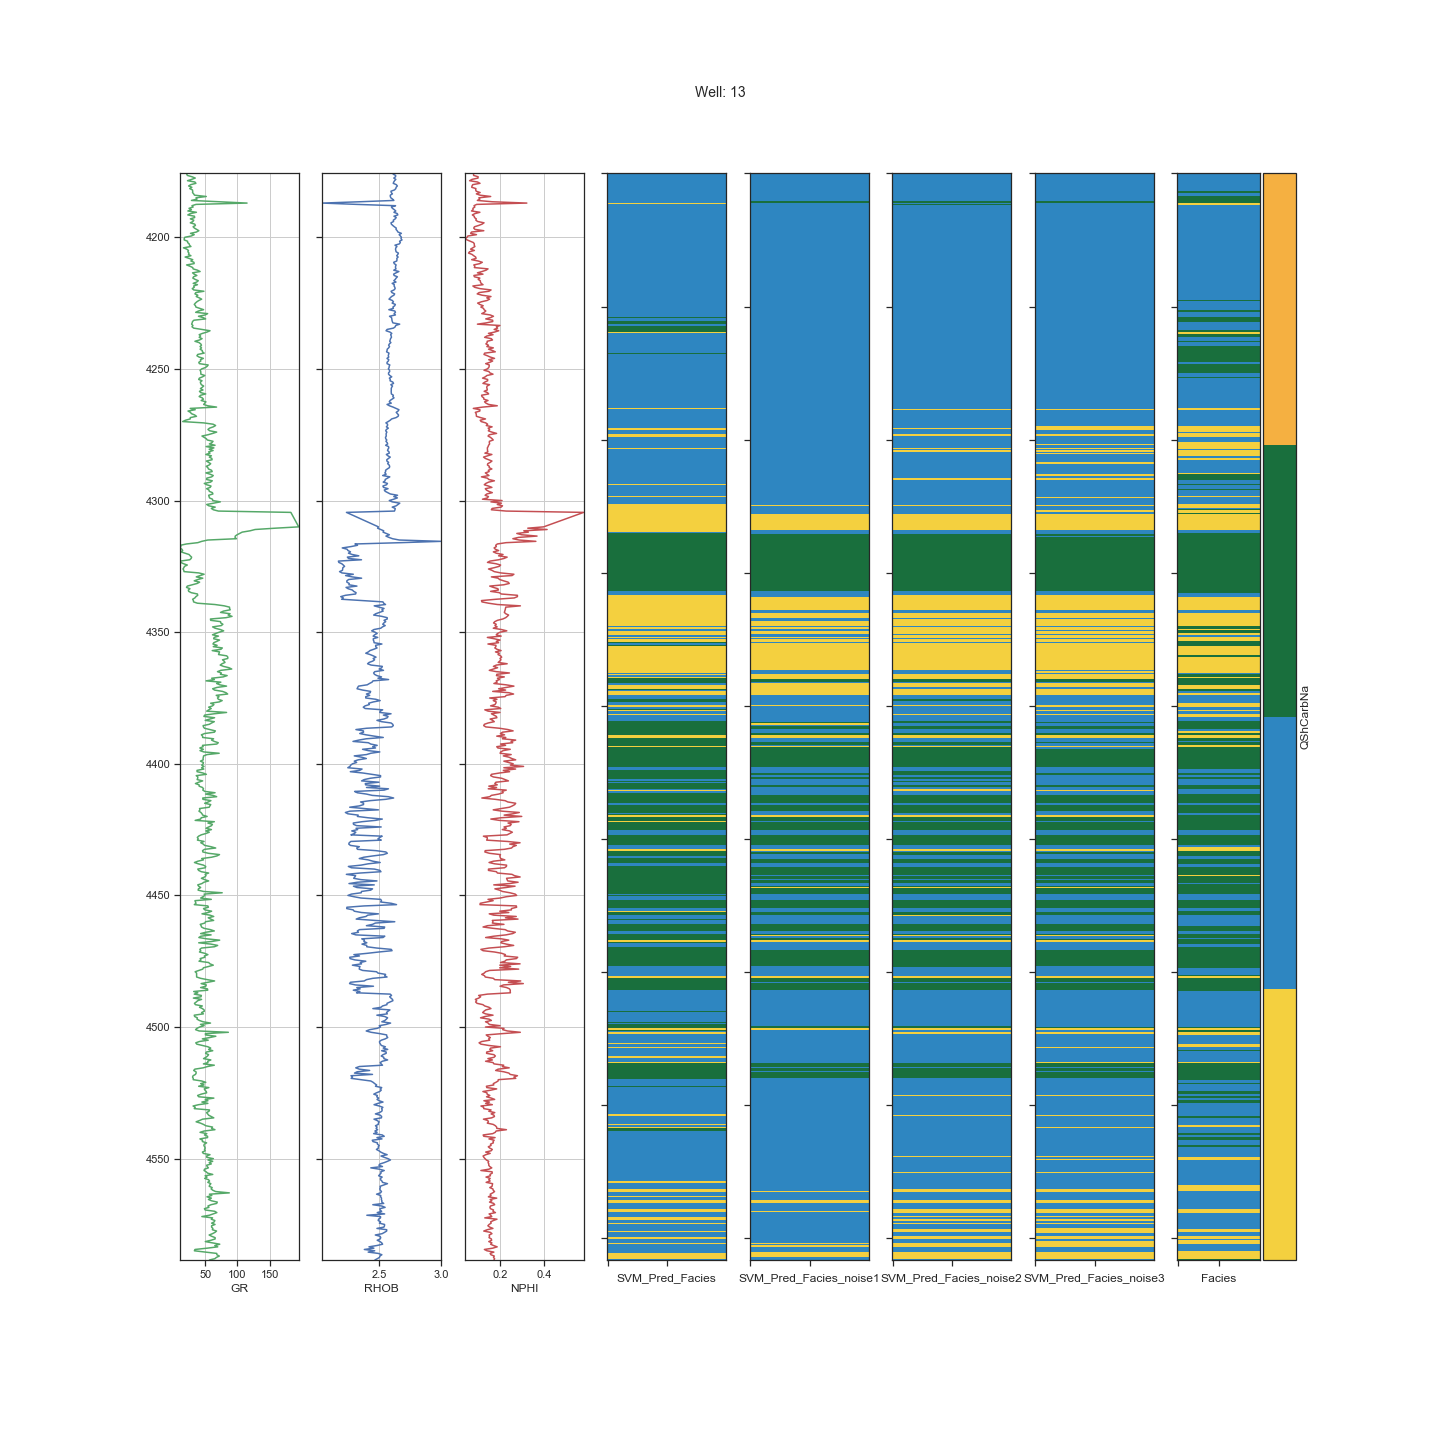 Well: 13
4200
4250
4300
4350
4400
4450
4500
4550
50 100 150
2.5 3.0
0.2 0.4
GR
RHOB
NPHI
SVM_Pred_Facies
SVM_Pred_Facies_noise1
SVM_Pred_Facies_noise2
SVM_Pred_Facies_noise3
Facies
QShCarbNa